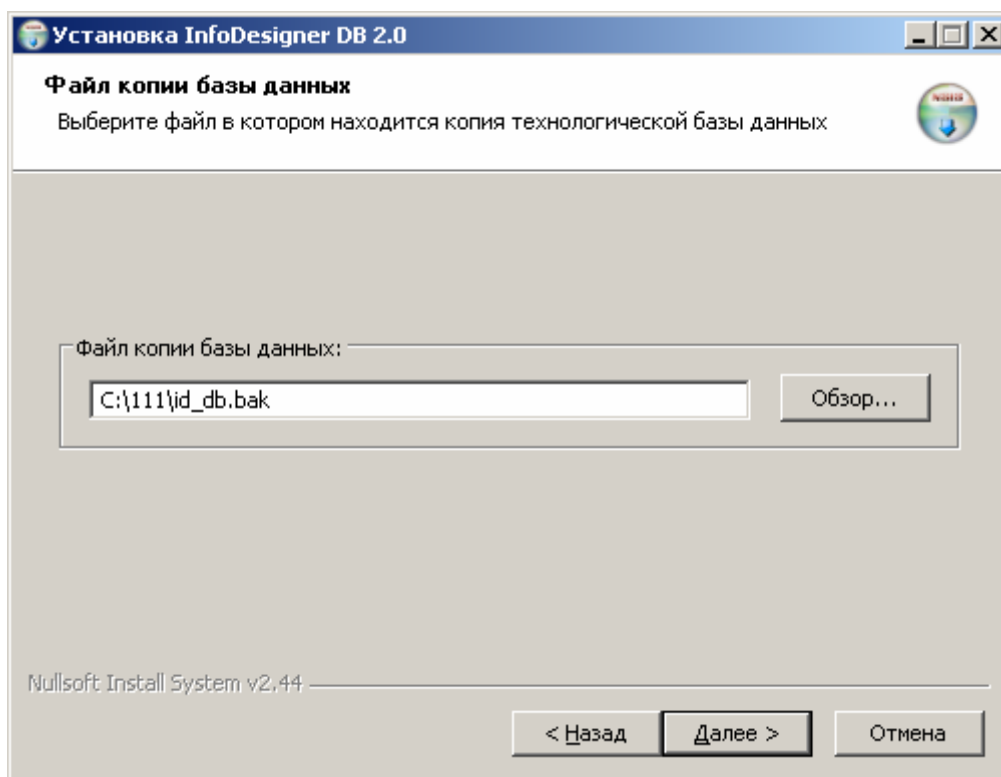 Установка InfoDesigner DB 2.0
Файл копии базы данных
Выберите файл в котором находится копия технологической базы данных
Файл копии базы данных:
C:\111\id_db.bak
Обзор...
Nullsoft Install System v2.44
< Назад
Далее >
Отмена